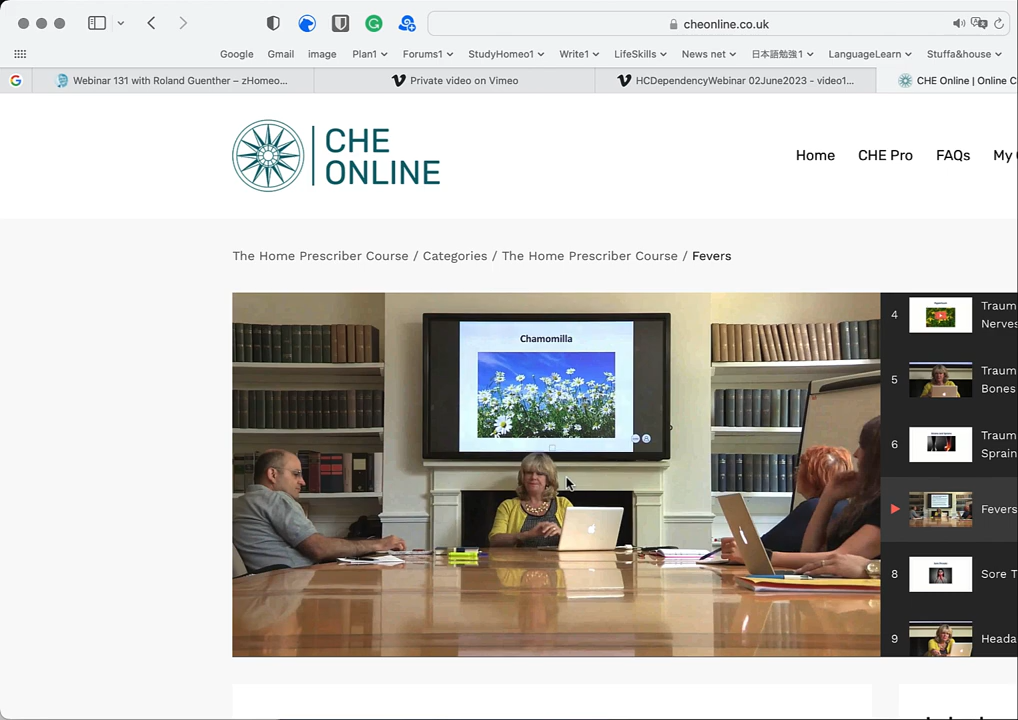 cheonline.co.uk
Google Gmail image Plan1 Forums1 StudyHomeo1 Write1 LifeSkills News net 日本語勉強1 LanguageLearn Stuffa&house
Webinar 131 with Roland Guenther – zHomeo... Private video on Vimeo HCDependencyWebinar 02June2023 - video1... CHE Online | Online C
CHE
ONLINE
Home CHE Pro FAQs My
The Home Prescriber Course / Categories / The Home Prescriber Course / Fevers
Chamomilla
4 Traum
Nerves
5 Traum
Bones
6 Traum
Sprain
Fevers
8 Sore T
9 Heada